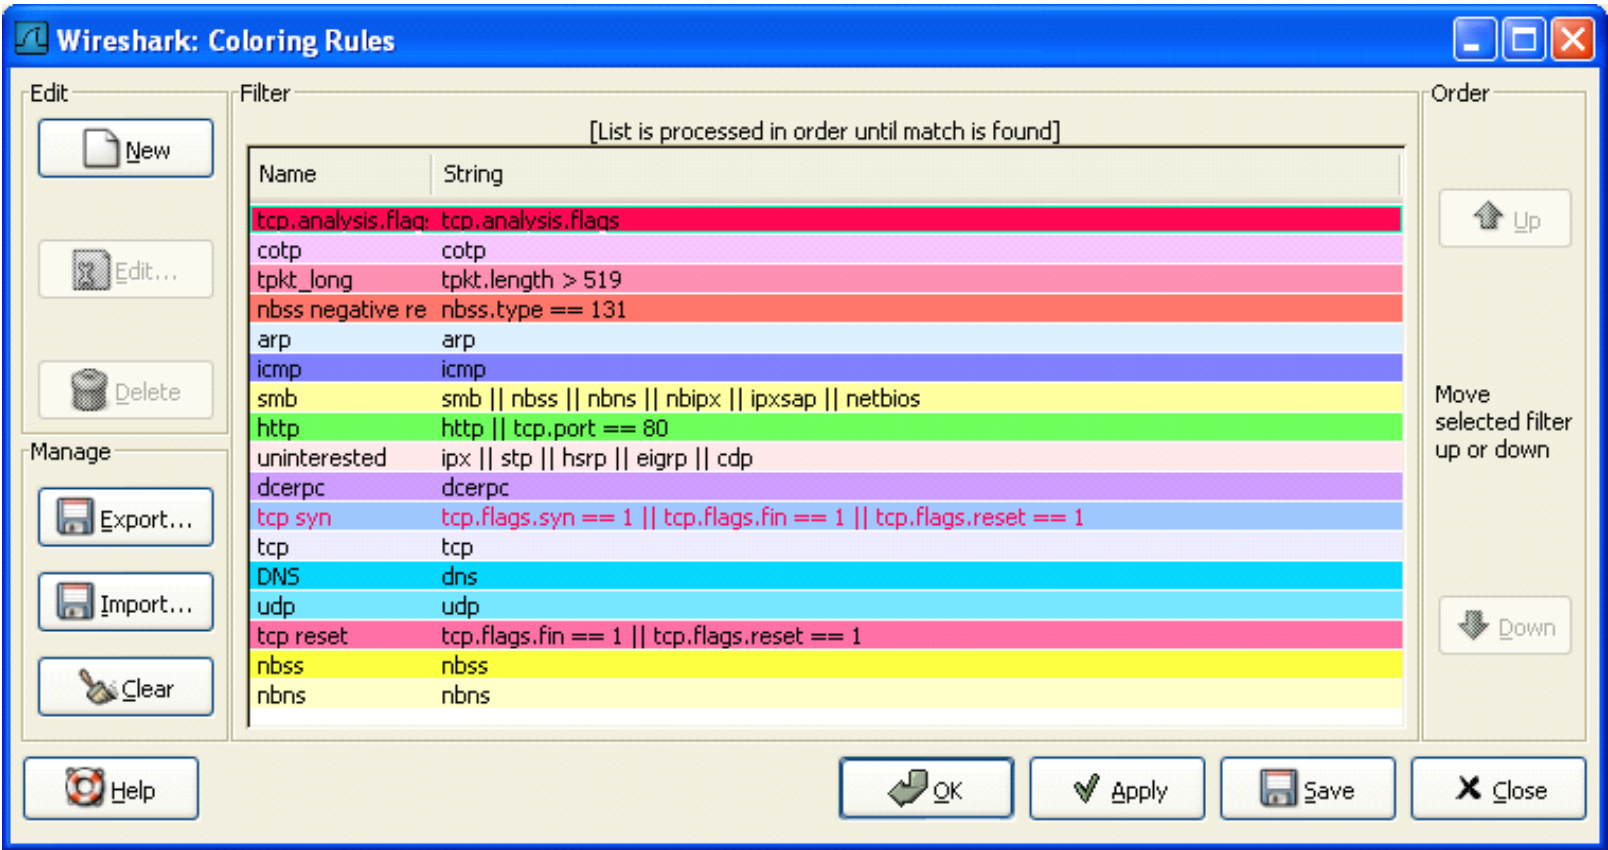 Wireshark: Coloring Rules
Edit
New
Edit...
Delete
Manage
Export...
Import...
Clear
Filter
[List is processed in order until match is found]
Name String
tcp.analysis.flag: tcp.analysis.flags
cotp cotp
tpkt_long tpkt.length > 519
nbss negative re nbss.type == 131
arp arp
icmp icmp
smb smb || nbss || nbns || nbipx || ipxsap || netbios
http http || tcp.port == 80
uninterested ipx || stp || hsrp || eigrp || cdp
dcerpc dcerpc
tcp syn tcp.flags.syn == 1 || tcp.flags.fin == 1 || tcp.flags.reset == 1
tcp tcp
DNS dns
udp udp
tcp reset tcp.flags.fin == 1 || tcp.flags.reset == 1
nbss nbss
nbns nbns
Order
Up
Move
selected filter
up or down
Down
Help
OK
Apply
Save
Close